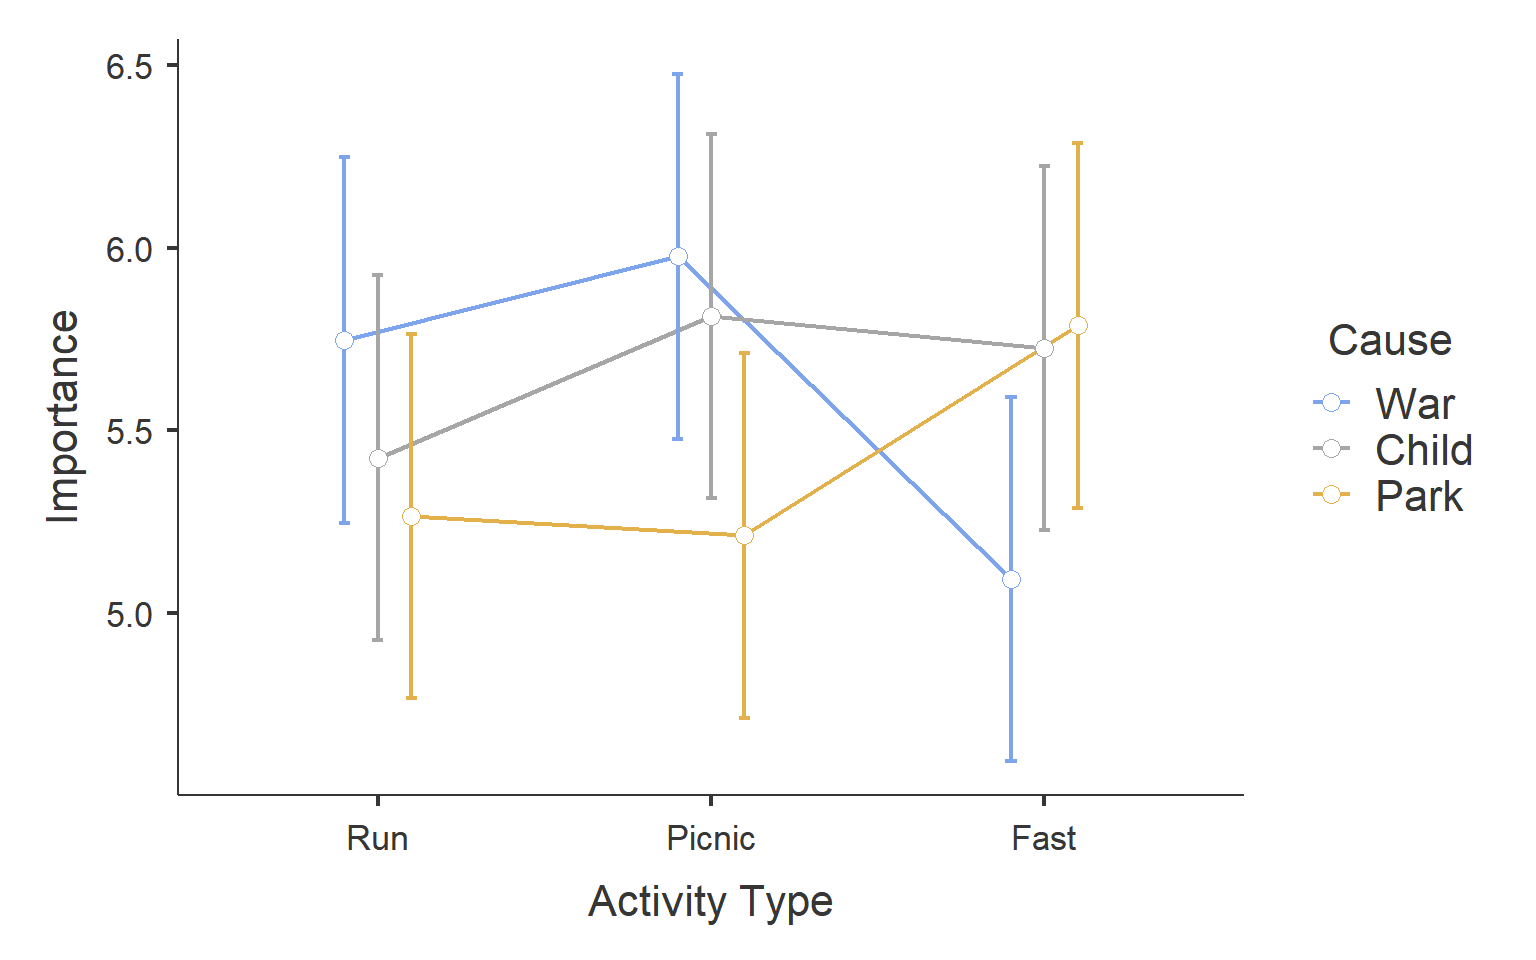 6.5
6.0
5.5
5.0
Importance
Run Picnic Fast
Activity Type
Cause
War
Child
Park